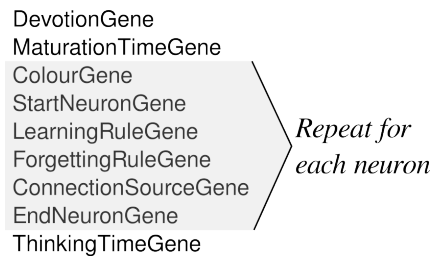 DevotionGene
MaturationTimeGene
ColourGene
StartNeuronGene
LearningRuleGene
ForgettingRuleGene
ConnectionSourceGene
EndNeuronGene
ThinkingTimeGene
Repeat for
each neuron